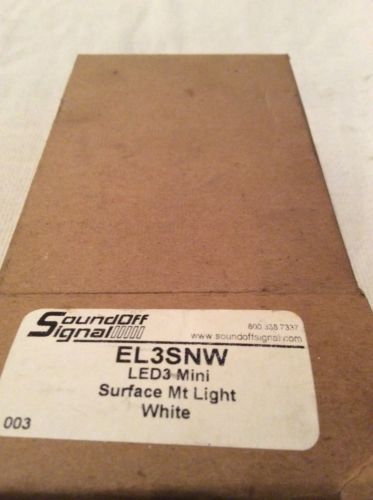 SoundOff
Signal
800 338 7337
www.soundoffsignal.com
EL3SNW
LED3 Mini
Surface Mt Light
White
003